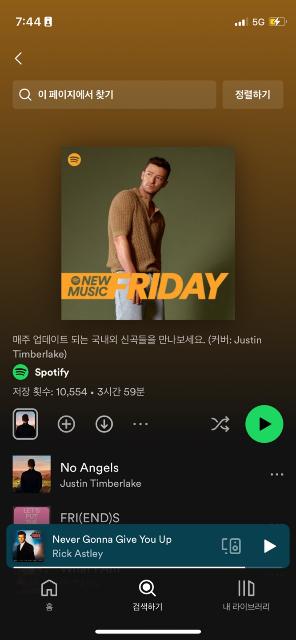 7:44
5G
이 페이지에서 찾기
정렬하기
NEW
MUSIC
FRIDAY
매주 업데이트 되는 국내외 신곡들을 만나보세요. (커버: Justin
Timberlake)
Spotify
저장 횟수: 10,554 • 3시간 59분
No Angels
Justin Timberlake
LET'S
PUT
THE
FRI(END)S
Never Gonna Give You Up
Rick Astley
홈
검색하기
내 라이브러리